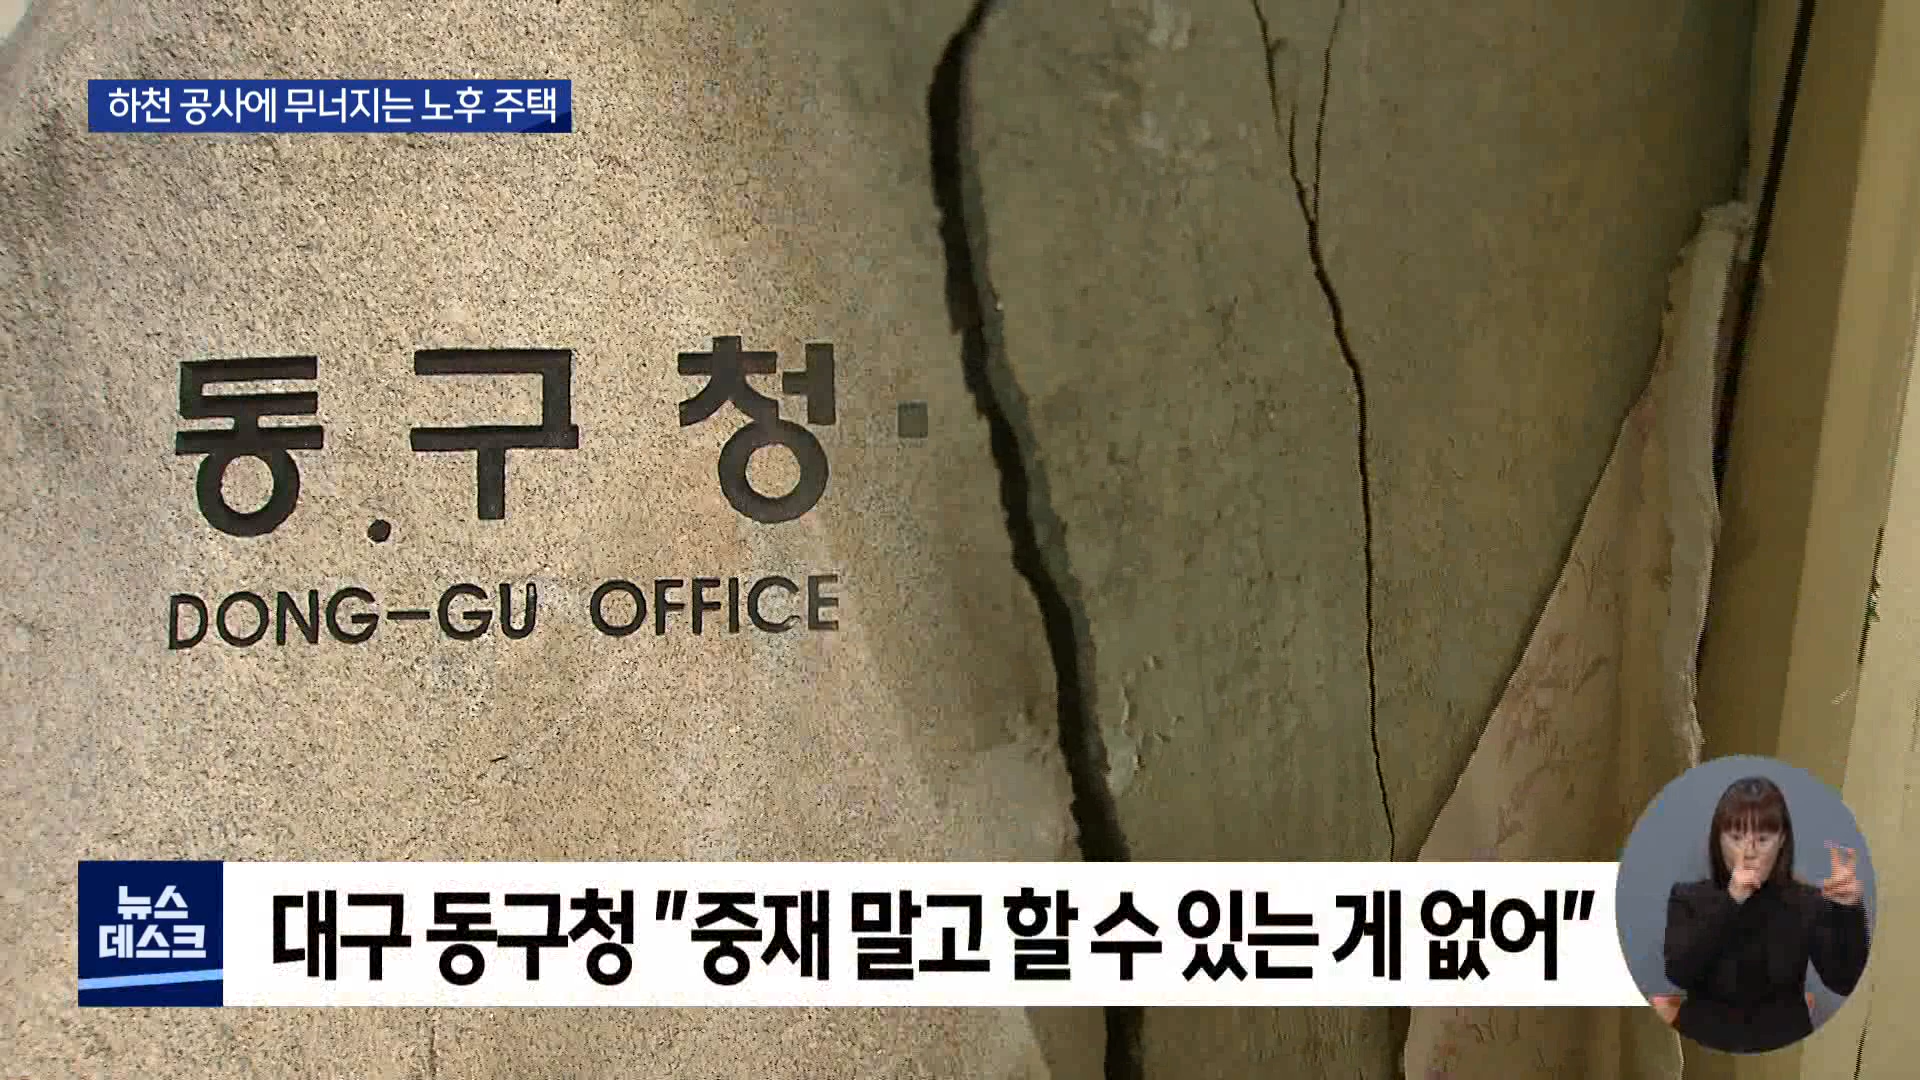 하천 공사에 무너지는 노후 주택
동.구청
DONG-GU OFFICE
뉴스
데스크
대구 동구청 "중재 말고 할 수 있는 게 없어"